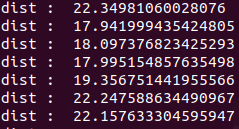 dist :  22.34981060028076
dist :  17.941999435424805
dist :  18.097376823425293
dist :  17.995154857635498
dist :  19.356751441955566
dist :  22.247588634490967
dist :  22.157633304595947